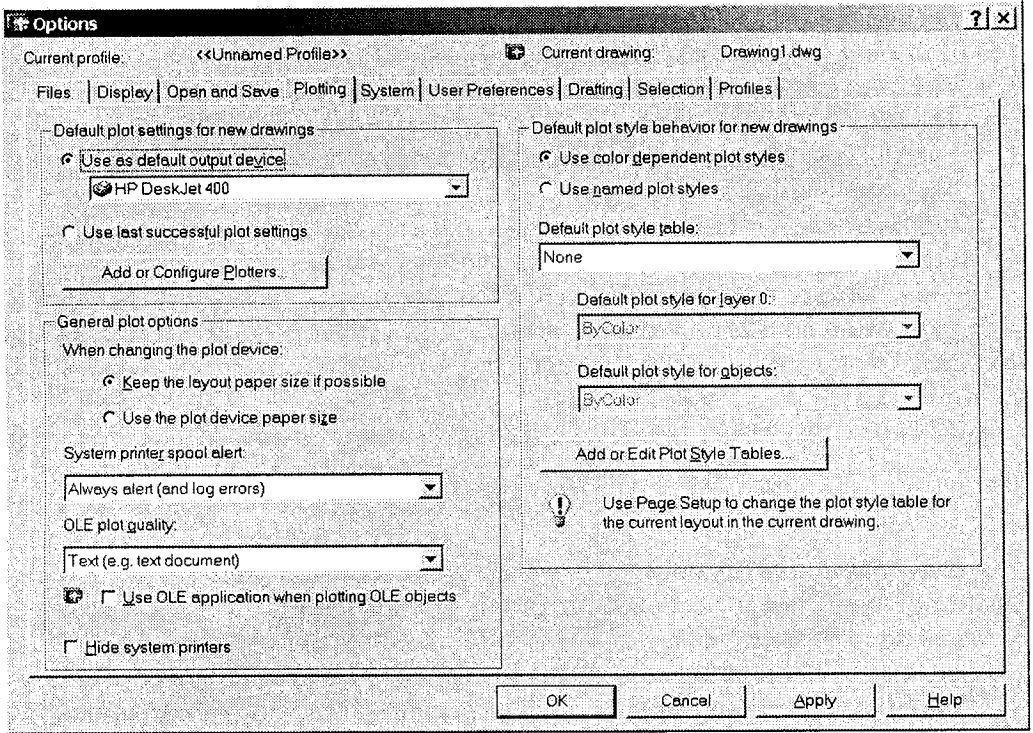 Options
Current profile: <<Unnamed Profile>> Current drawing: Drawing1.dwg
Files Display Open and Save Plotting System User Preferences Drafting Selection Profiles
Default plot settings for new drawings
Use as default output device
HP DeskJet 400
Use last successful plot settings
Add or Configure Plotters...
General plot options
When changing the plot device:
Keep the layout paper size if possible
Use the plot device paper size
System printer spool alert:
Always alert (and log errors)
OLE plot quality:
Text (e.g. text document)
Use OLE application when plotting OLE objects
Hide system printers
Default plot style behavior for new drawings
Use color dependent plot styles
Use named plot styles
Default plot style table:
None
Default plot style for layer 0:
ByColor
Default plot style for objects:
ByColor
Add or Edit Plot Style Tables...
Use Page Setup to change the plot style table for
the current layout in the current drawing.
OK Cancel Apply Help